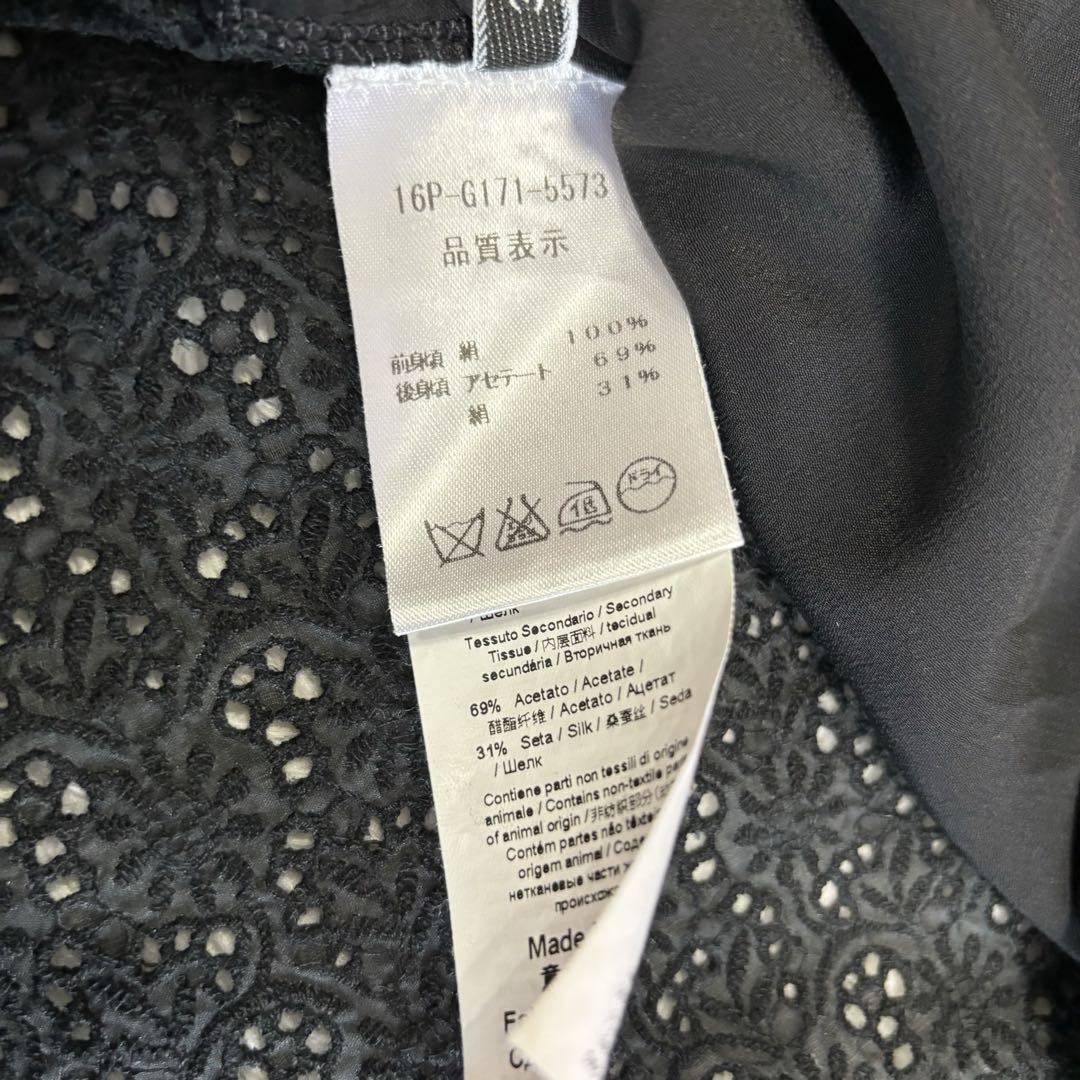 16P-G171-5573
品質表示
前身頃 絹 100%
後身頃 アセテート 69%
絹 31%
ドライ
/ Шелк
Tessuto Secondario / Secondary
Tissue / 内层面料 / tecidual
secundária / Вторичная ткань
69% Acetato / Acetate /
醋酯纤维 / Acetato / Ацетат
31% Seta / Silk / 桑蚕丝 / Seda
/ Шелк
Contiene parti non tessili di origine
animale / Contains non-textile
of animal origin / 非纺织部分
Contém partes não
origem animal /
нетканевые части
Made